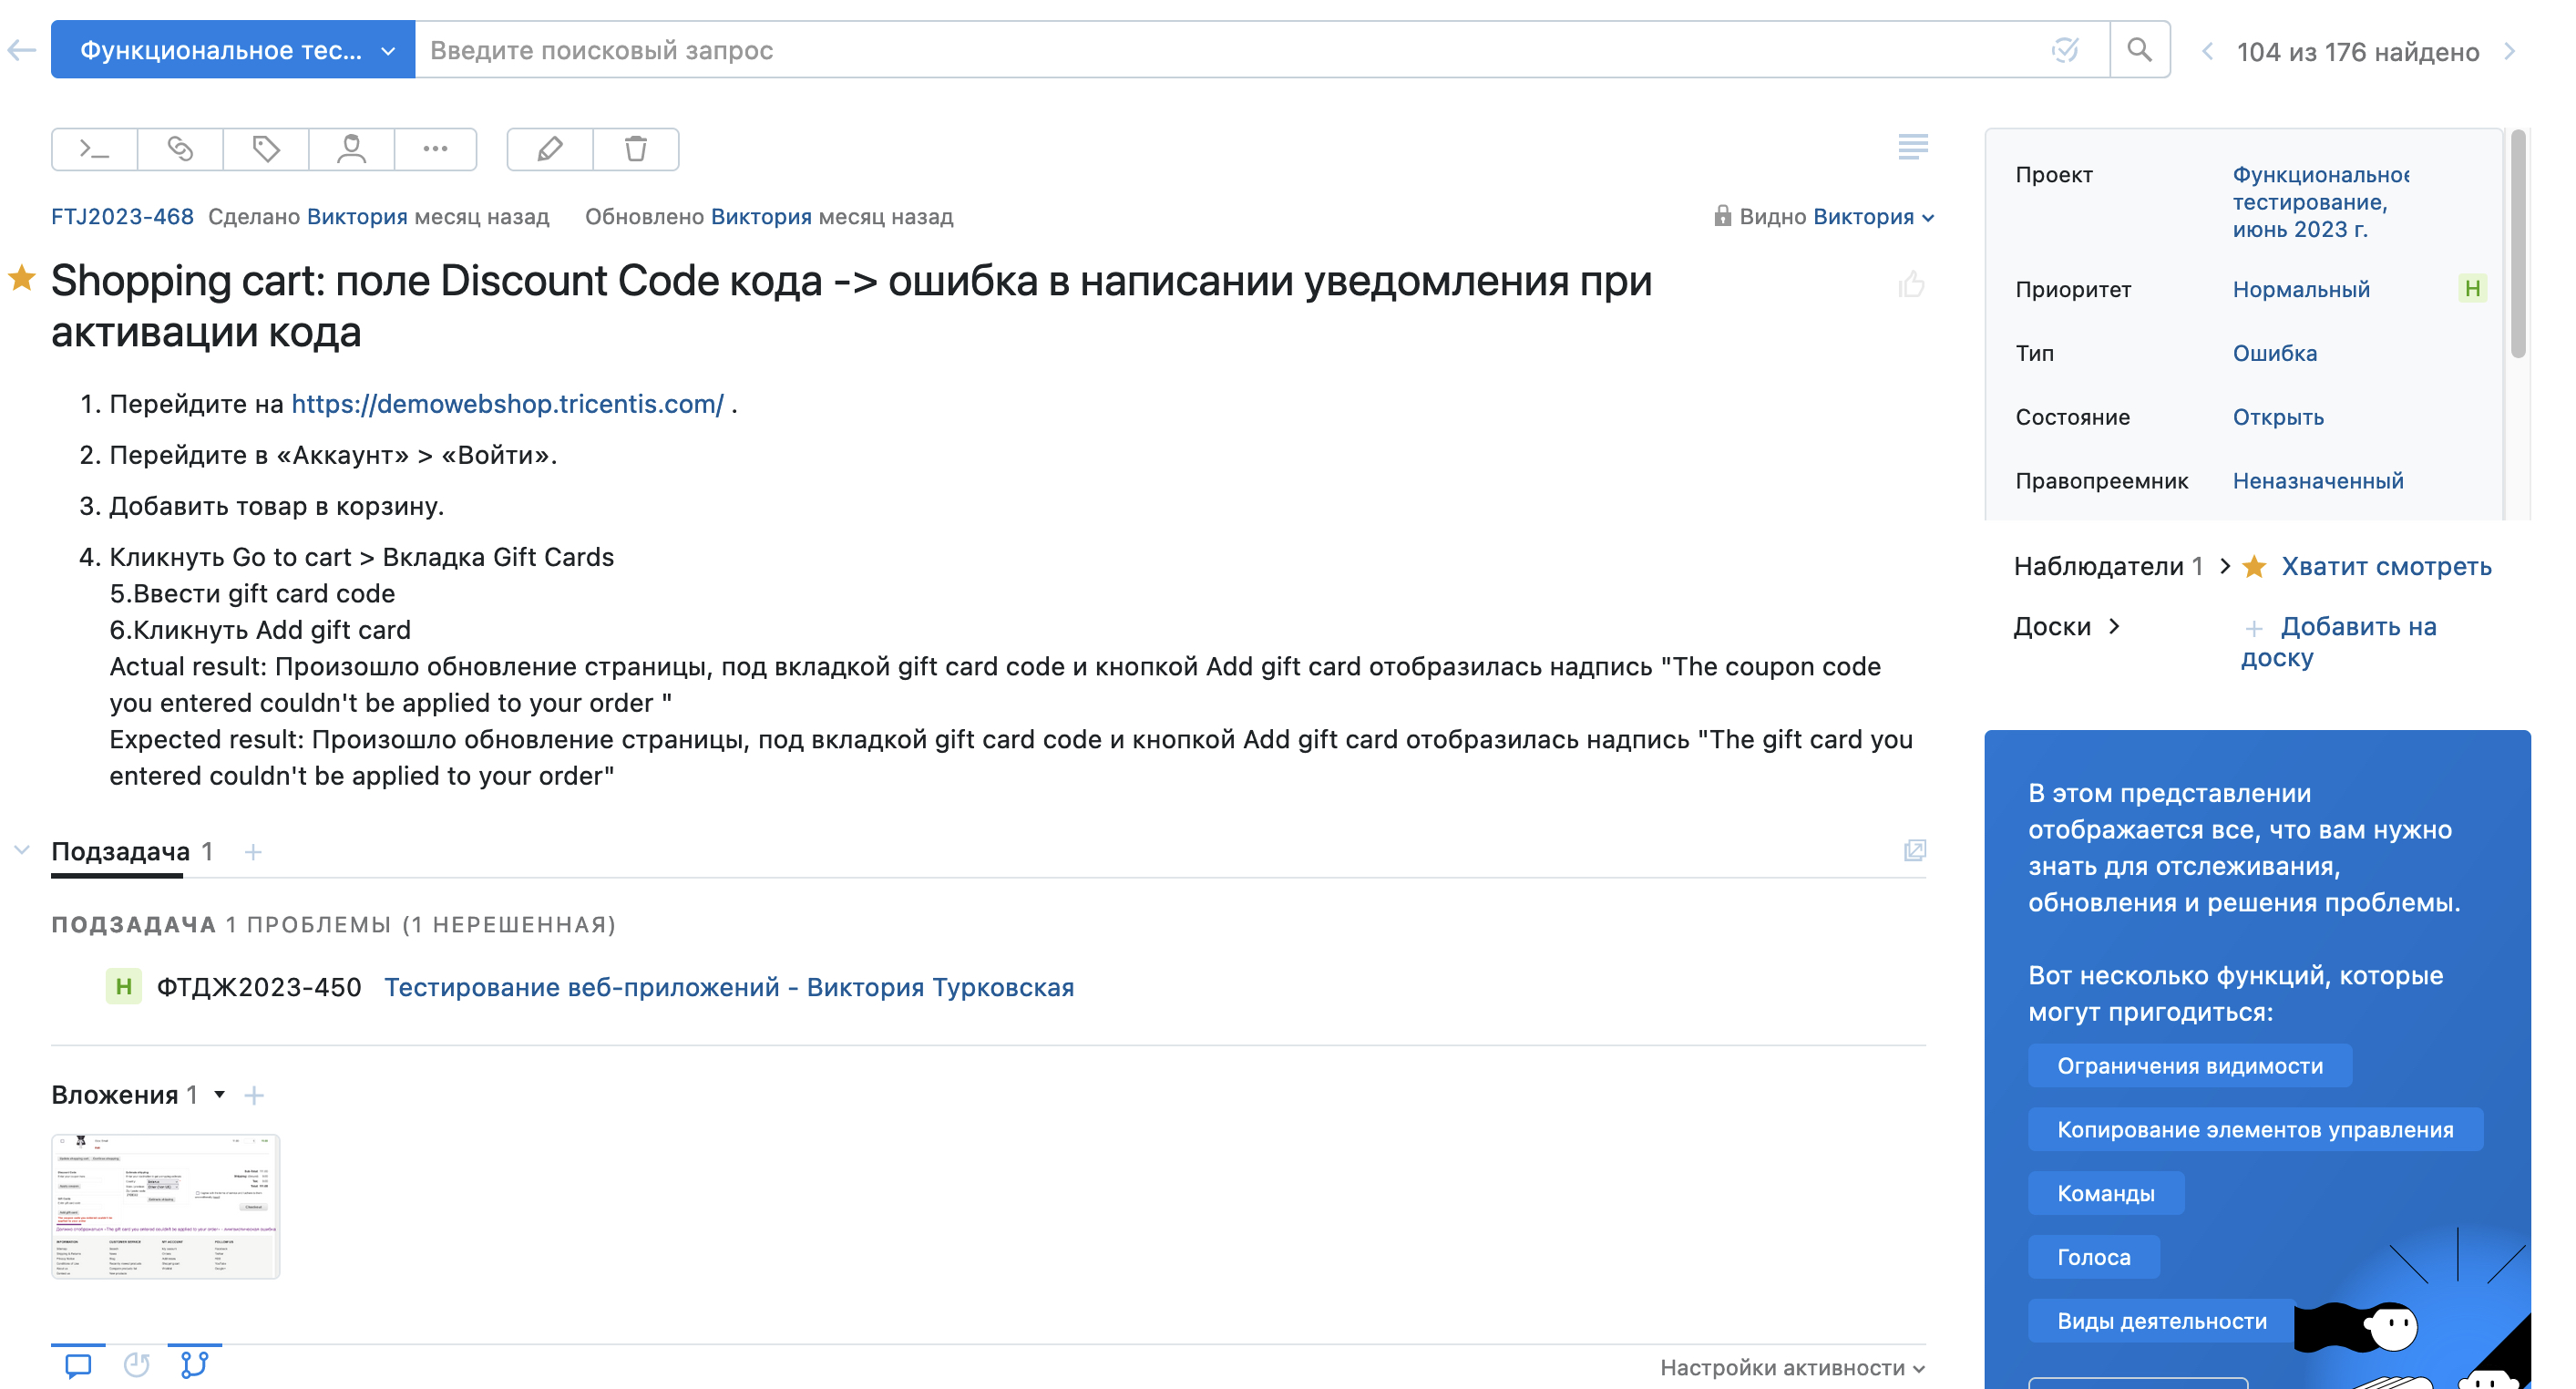 Функциональное тес...
Введите поисковый запрос
104 из 176 найдено
FTJ2023-468 Сделано Виктория месяц назад Обновлено Виктория месяц назад
Видно Виктория
Shopping cart: поле Discount Code кода -> ошибка в написании уведомления при
активации кода
1. Перейдите на https://demowebshop.tricentis.com/ .
2. Перейдите в «Аккаунт» > «Войти».
3. Добавить товар в корзину.
4. Кликнуть Go to cart > Вкладка Gift Cards
5.Ввести gift card code
6.Кликнуть Add gift card
Actual result: Произошло обновление страницы, под вкладкой gift card code и кнопкой Add gift card отобразилась надпись "The coupon code
you entered couldn't be applied to your order "
Expected result: Произошло обновление страницы, под вкладкой gift card code и кнопкой Add gift card отобразилась надпись "The gift card you
entered couldn't be applied to your order"
Подзадача 1
ПОДЗАДАЧА 1 ПРОБЛЕМЫ (1 НЕРЕШЕННАЯ)
Н ФТДЖ2023-450 Тестирование веб-приложений - Виктория Турковская
Вложения 1
Настройки активности
Проект Функциональное
тестирование,
июнь 2023 г.
Приоритет Нормальный Н
Тип Ошибка
Состояние Открыть
Правопреемник Неназначенный
Наблюдатели 1 Хватит смотреть
Доски Добавить на
доску
В этом представлении
отображается все, что вам нужно
знать для отслеживания,
обновления и решения проблемы.
Вот несколько функций, которые
могут пригодиться:
Ограничения видимости
Копирование элементов управления
Команды
Голоса
Виды деятельности